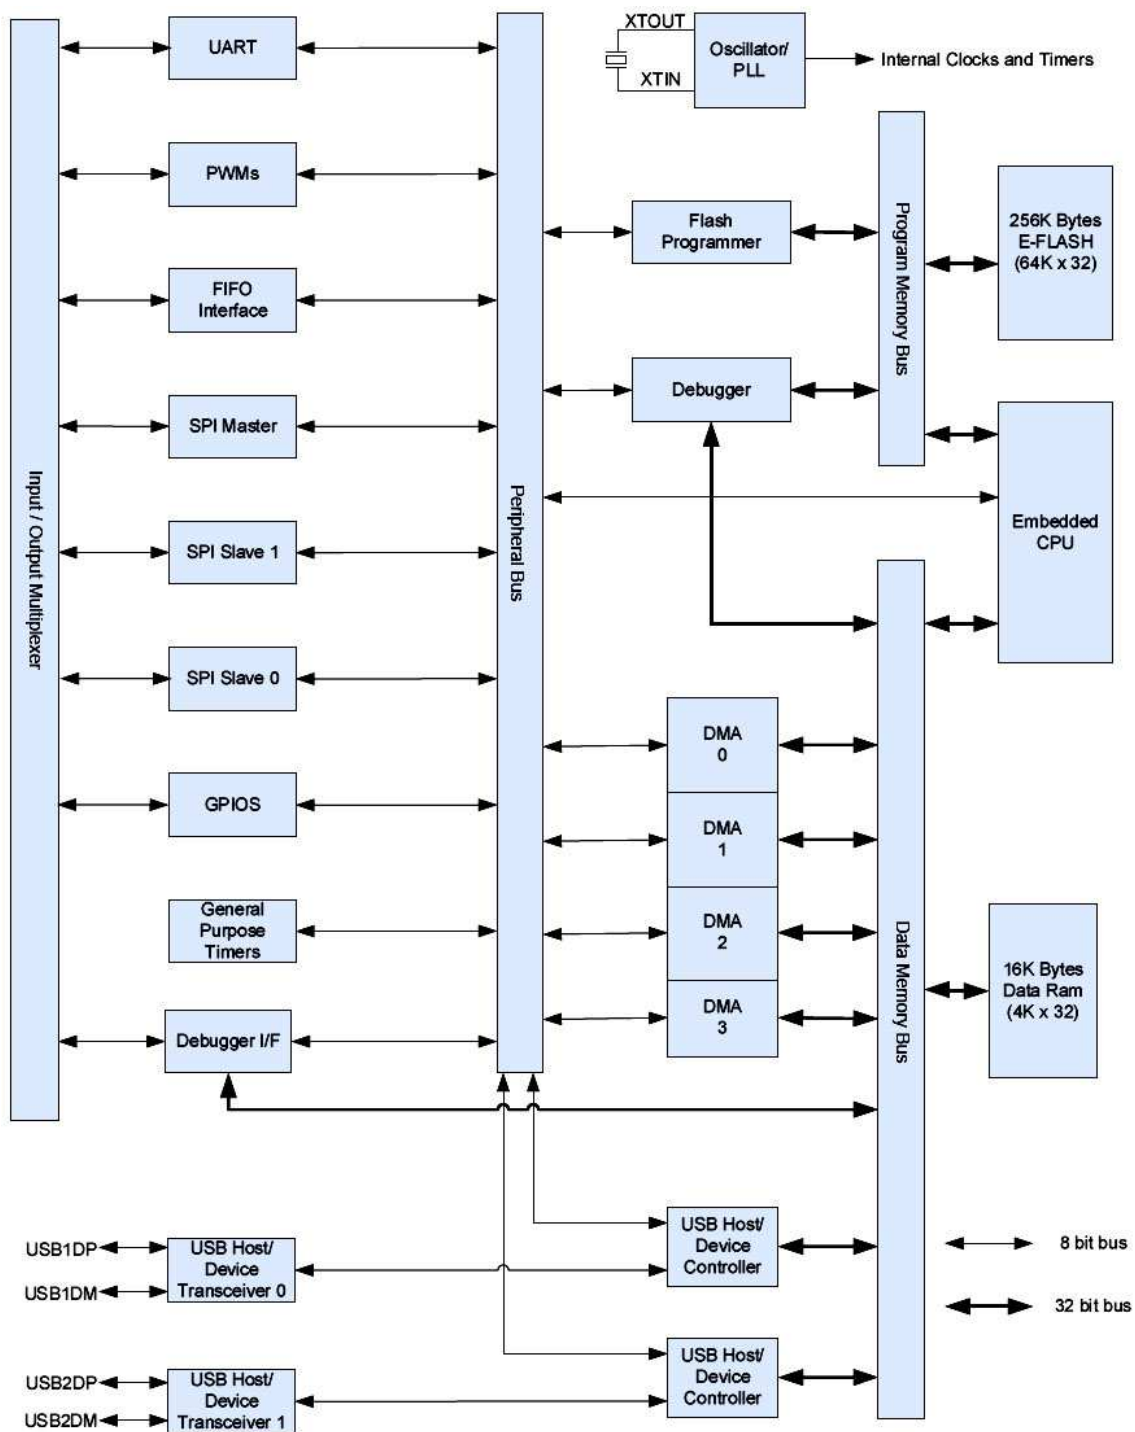 UART
PWMs
FIFO
Interface
SPI Master
SPI Slave 1
SPI Slave 0
GPIOS
General
Purpose
Timers
Debugger I/F
Input / Output Multiplexer
Peripheral Bus
XTOUT
XTIN
Oscillator/
PLL
Internal Clocks and Timers
Flash
Programmer
Debugger
Program Memory Bus
256K Bytes
E-FLASH
(64K x 32)
Embedded
CPU
DMA
0
DMA
1
DMA
2
DMA
3
Data Memory Bus
16K Bytes
Data Ram
(4K x 32)
USB1DP
USB1DM
USB Host/
Device
Transceiver 0
USB Host/
Device
Controller
USB2DP
USB2DM
USB Host/
Device
Transceiver 1
USB Host/
Device
Controller
8 bit bus
32 bit bus